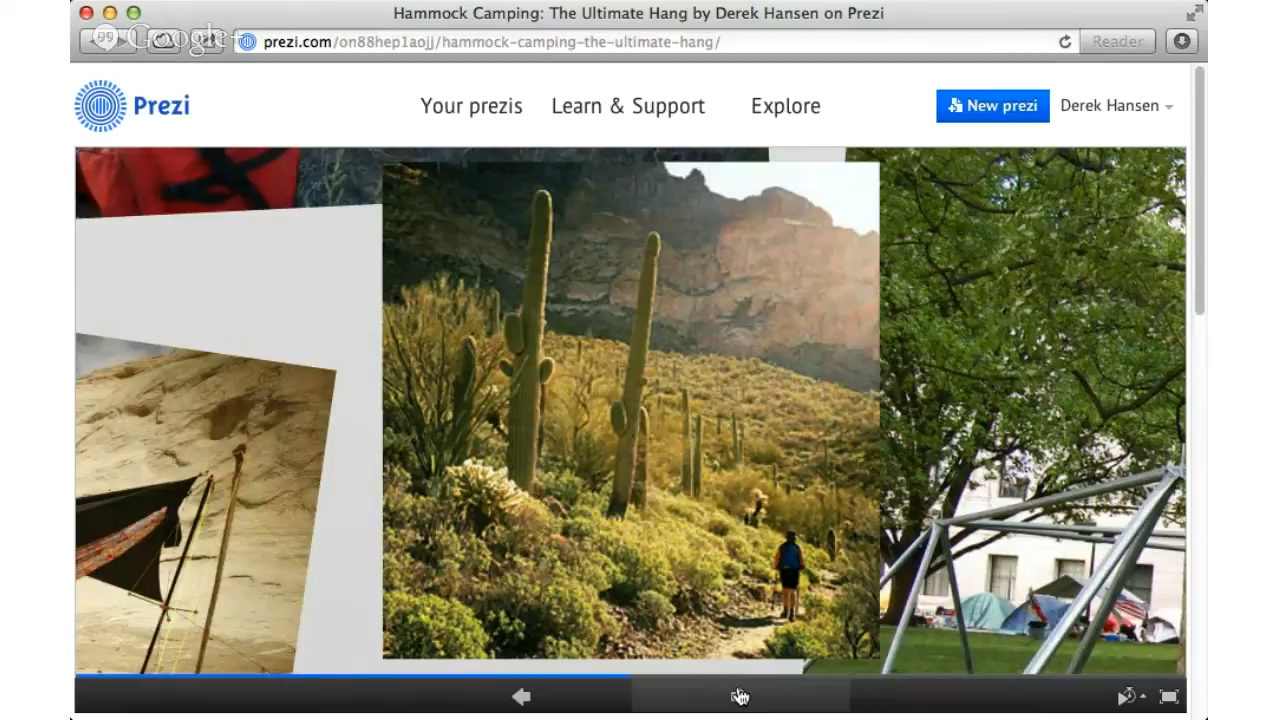 Hammock Camping: The Ultimate Hang by Derek Hansen on Prezi
Google+
prezi.com/on88hep1aojj/hammock-camping-the-ultimate-hang/
Reader
Prezi
Your prezis
Learn & Support
Explore
New prezi
Derek Hansen